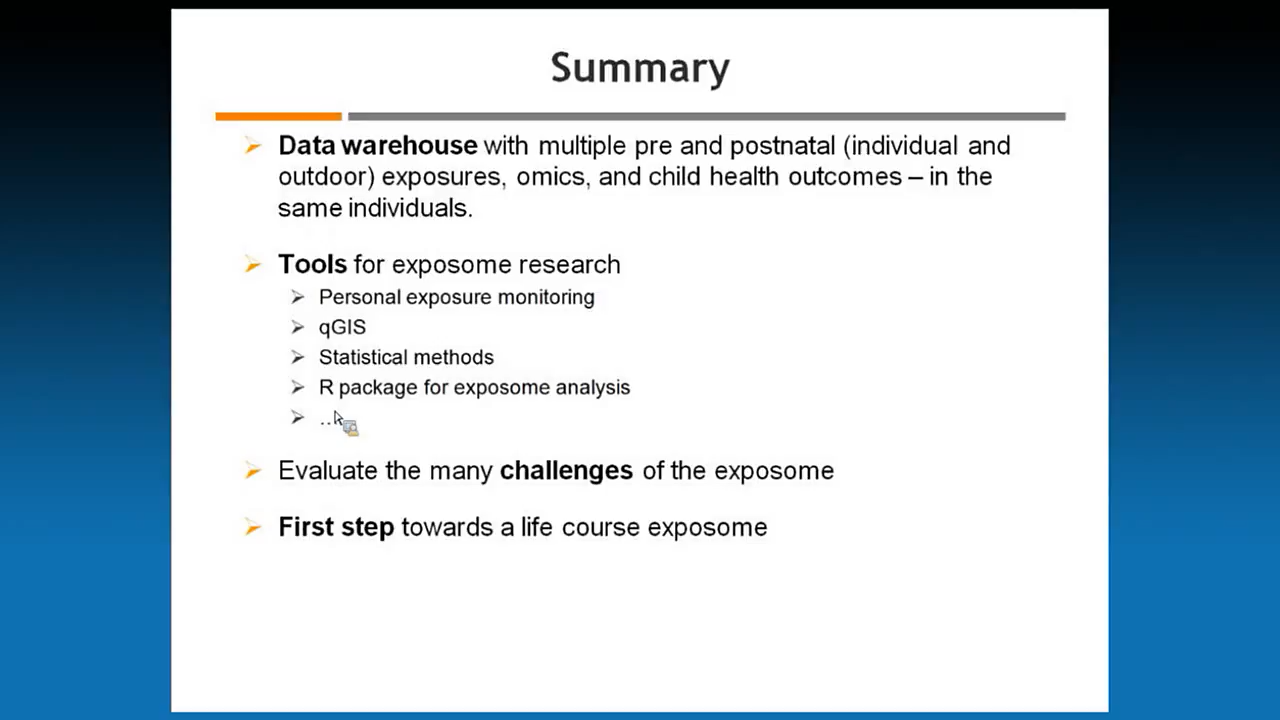 Summary
Data warehouse with multiple pre and postnatal (individual and
outdoor) exposures, omics, and child health outcomes – in the
same individuals.
Tools for exposome research
Personal exposure monitoring
qGIS
Statistical methods
R package for exposome analysis
...
Evaluate the many challenges of the exposome
First step towards a life course exposome